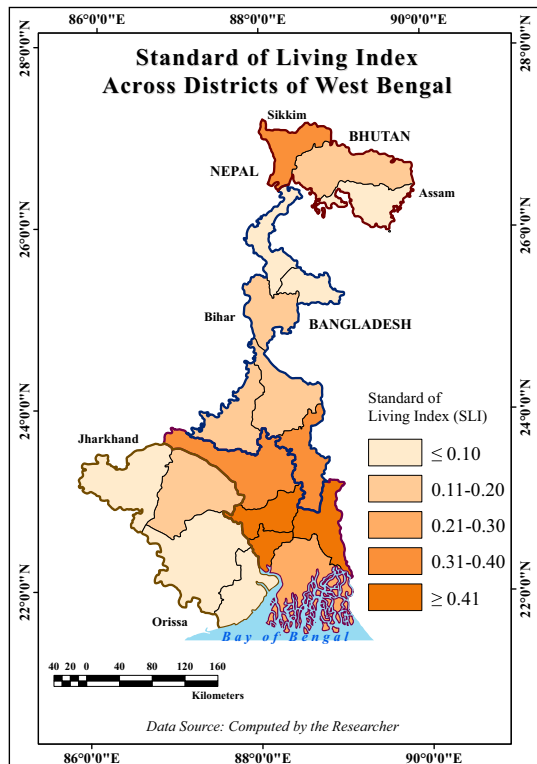 86°0'0"E
88°0'0"E
90°0'0"E
Standard of Living Index
Across Districts of West Bengal
28°0'0"N
28°0'0"N
Sikkim
BHUTAN
NEPAL
Assam
26°0'0"N
26°0'0"N
Bihar
BANGLADESH
24°0'0"N
24°0'0"N
Standard of
Living Index (SLI)
≤ 0.10
0.11-0.20
0.21-0.30
0.31-0.40
≥ 0.41
Jharkhand
22°0'0"N
22°0'0"N
Orissa
Bay of Bengal
40 20 0 40 80 120 160
Kilometers
Data Source: Computed by the Researcher
86°0'0"E
88°0'0"E
90°0'0"E